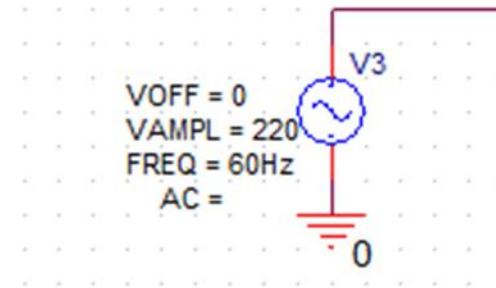 V3
VOFF = 0
VAMPL = 220
FREQ = 60Hz
AC =
0